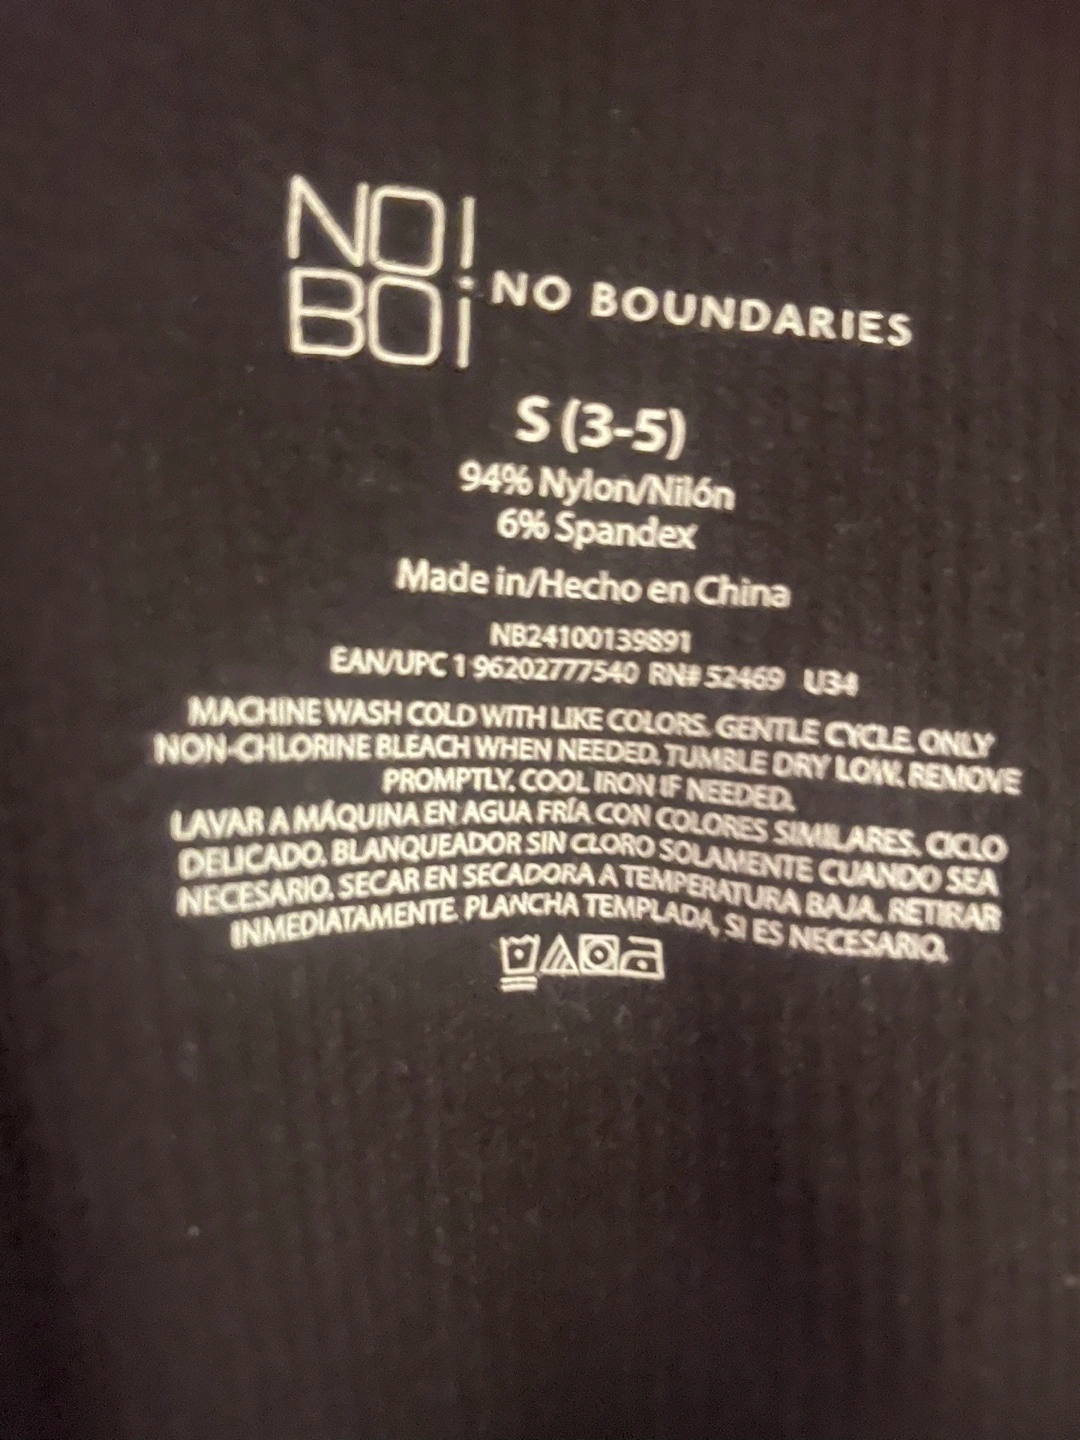 NO
BO
NO BOUNDARIES
S (3-5)
94% Nylon/Nilón
6% Spandex
Made in/Hecho en China
NB24100139891
EAN/UPC 1 96202777540 RN# 52469 U34
MACHINE WASH COLD WITH LIKE COLORS. GENTLE CYCLE. ONLY
NON-CHLORINE BLEACH WHEN NEEDED. TUMBLE DRY LOW. REMOVE
PROMPTLY. COOL IRON IF NEEDED.
LAVAR A MÁQUINA EN AGUA FRÍA CON COLORES SIMILARES. CICLO
DELICADO. BLANQUEADOR SIN CLORO SOLAMENTE CUANDO SEA
NECESARIO. SECAR EN SECADORA A TEMPERATURA BAJA. RETIRAR
INMEDIATAMENTE. PLANCHA TEMPLADA, SI ES NECESARIO.